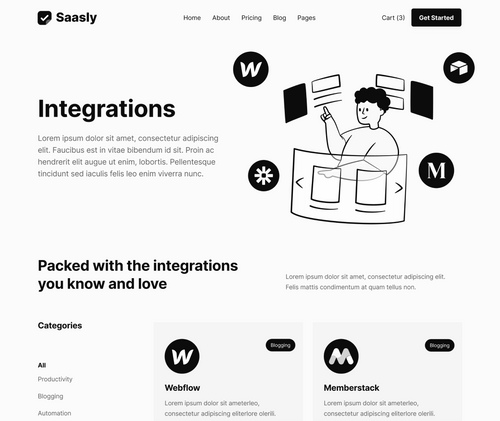 Saasly
Home About Pricing Blog Pages
Cart (3) Get Started
Integrations
Lorem ipsum dolor sit amet, consectetur adipiscing
elit. Faucibus est in vitae bibendum id sit. Proin ac
hendrerit elit augue ut enim, lobortis. Pellentesque
tincidunt sed iaculis felis leo enim viverra nunc.
M
Packed with the integrations
you know and love
Lorem ipsum dolor sit amet, consectetur adipiscing elit.
Felis mattis condimentum at quam tellus non.
Categories
All
Productivity
Blogging
Automation
Blogging
Webflow
Lorem ipsum dolor sit ameterleo,
consectetur adipiscing eliterlore olerili.
Blogging
Memberstack
Lorem ipsum dolor sit ameterleo,
consectetur adipiscing eliterlore olerili.